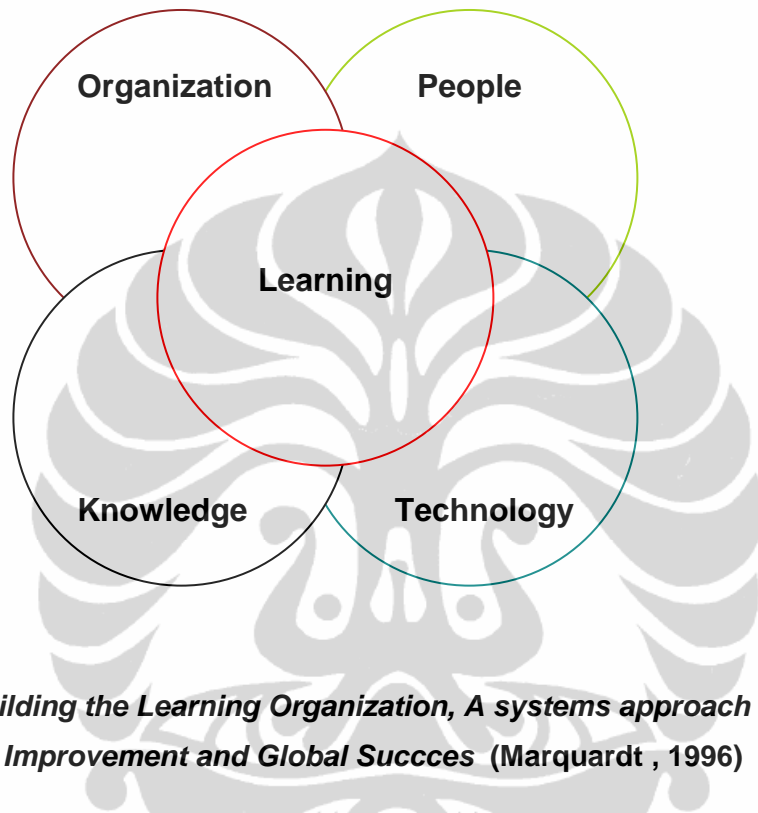 Organization People
Learning
Knowledge Technology
ilding the Learning Organization, A systems approach
Improvement and Global Succces (Marquardt , 1996)